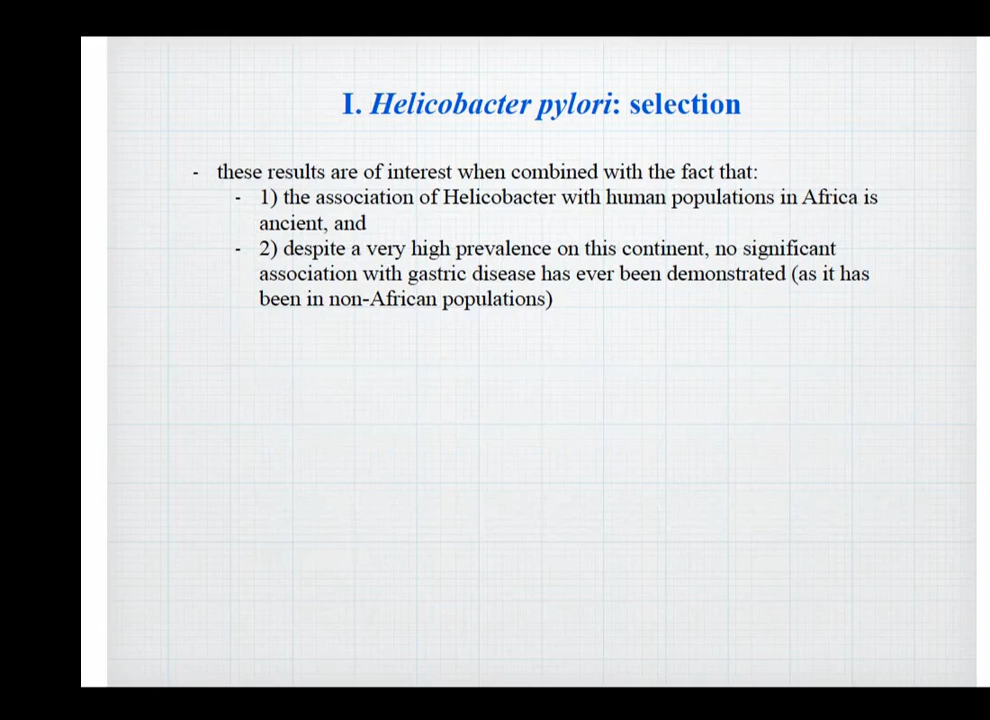 I. Helicobacter pylori: selection
- these results are of interest when combined with the fact that:
- 1) the association of Helicobacter with human populations in Africa is
ancient, and
- 2) despite a very high prevalence on this continent, no significant
association with gastric disease has ever been demonstrated (as it has
been in non-African populations)